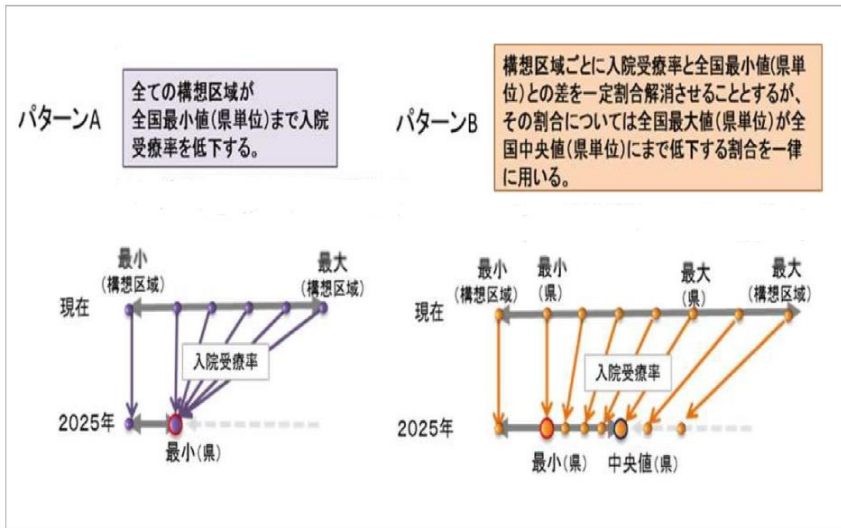 パターンA
全ての構想区域が
全国最小値(県単位)まで入院
受療率を低下する。
最小
(構想区域)
最大
(構想区域)
現在
入院受療率
2025年
最小(県)
パターンB
構想区域ごとに入院受療率と全国最小値(県単
位)との差を一定割合解消させることとするが、
その割合については全国最大値(県単位)が全
国中央値(県単位)にまで低下する割合を一律
に用いる。
最小
(構想区域)
最小
(県)
最大
(県)
最大
(構想区域)
現在
入院受療率
2025年
最小(県)
中央値(県)